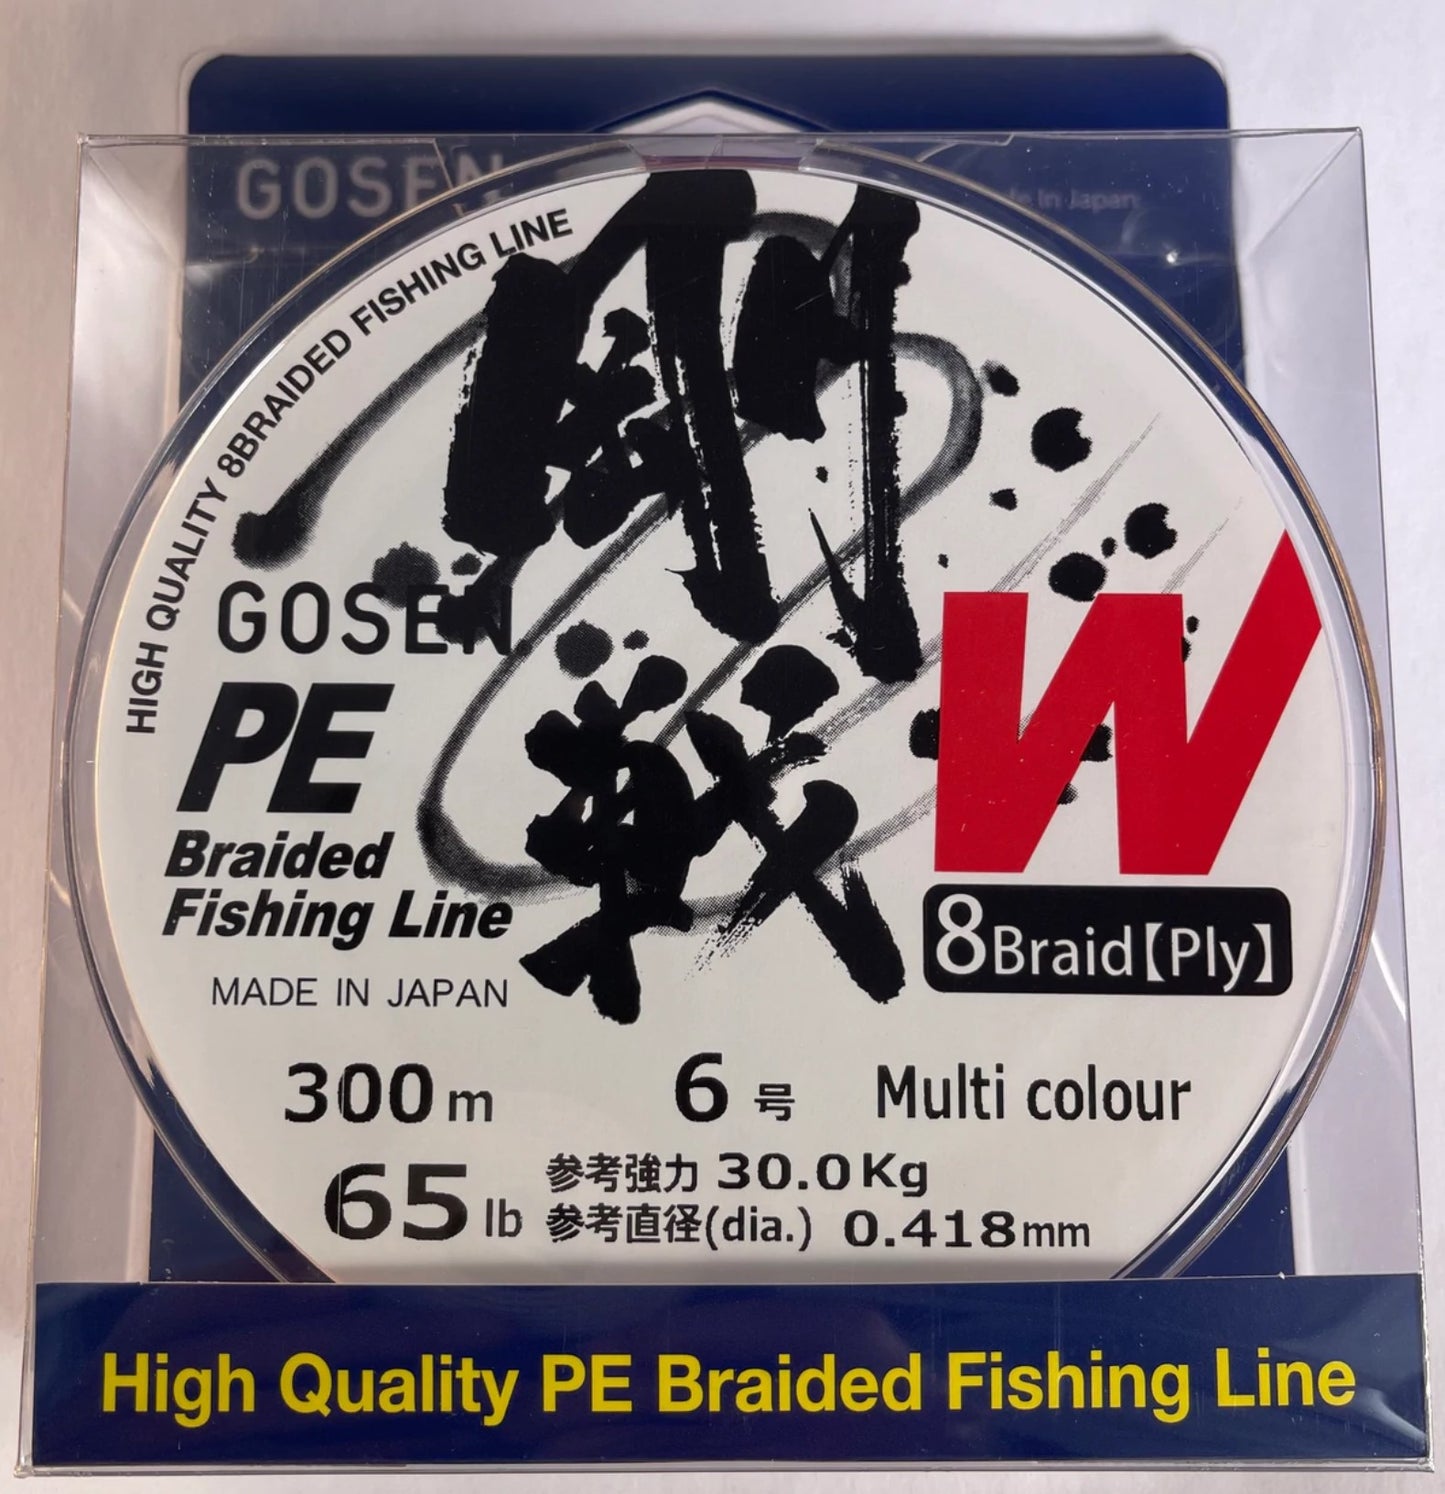 GOSEN
in Japan
HIGH QUALITY 8BRAIDED FISHING LINE
剛戦
W
GOSEN
PE
Braided
Fishing Line
8Braid【Ply】
MADE IN JAPAN
300m 6号 Multi colour
65lb 参考強力 30.0Kg
参考直径(dia.) 0.418mm
High Quality PE Braided Fishing Line